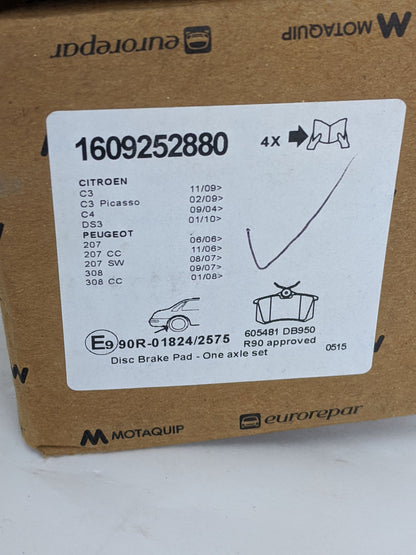 eurorepar
MOTAQUIP
1609252880 4X
CITROEN
C3 11/09>
C3 Picasso 02/09>
C4 09/04>
DS3 01/10>
PEUGEOT
207 06/06>
207 CC 11/06>
207 SW 08/07>
308 09/07>
308 CC 01/08>
605481 DB950
E9 90R-01824/2575 R90 approved
Disc Brake Pad - One axle set 0515
MOTAQUIP eurorepar